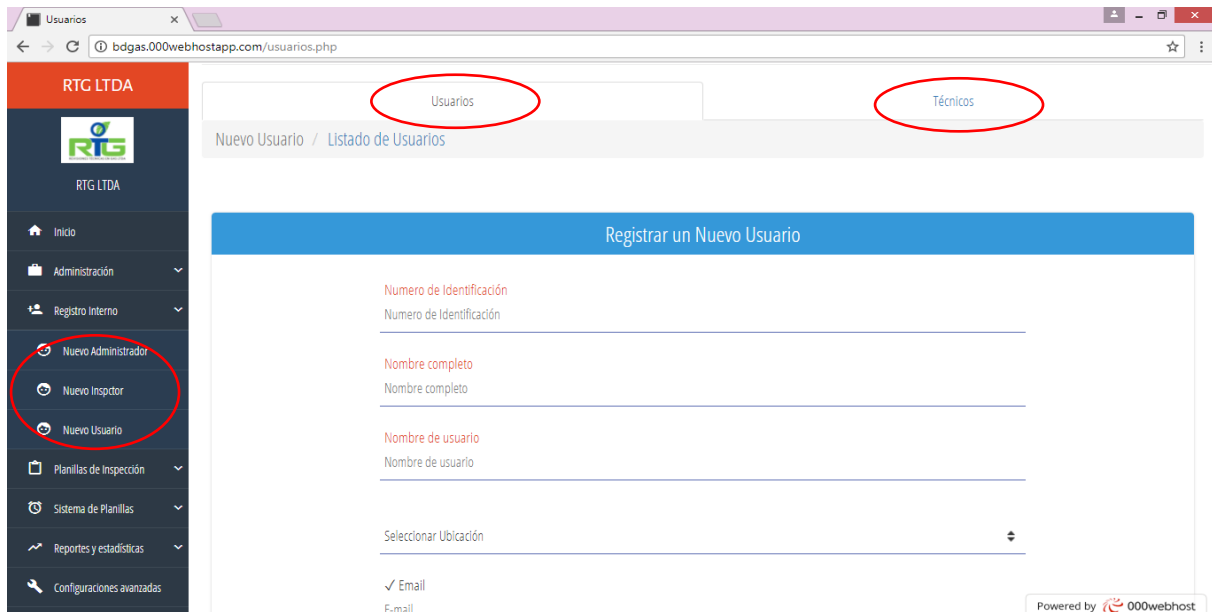 Usuarios
bdgas.000webhostapp.com/usuarios.php
RTG LTDA
RTG
RTG LTDA
Inicio
Administración
Registro Interno
Nuevo Administrador
Nuevo Inspctor
Nuevo Usuario
Planillas de Inspección
Sistema de Planillas
Reportes y estadísticas
Configuraciones avanzadas
Usuarios
Técnicos
Nuevo Usuario / Listado de Usuarios
Registrar un Nuevo Usuario
Numero de Identificación
Numero de Identificación
Nombre completo
Nombre completo
Nombre de usuario
Nombre de usuario
Seleccionar Ubicación
✓ Email
E-mail
Powered by 000webhost